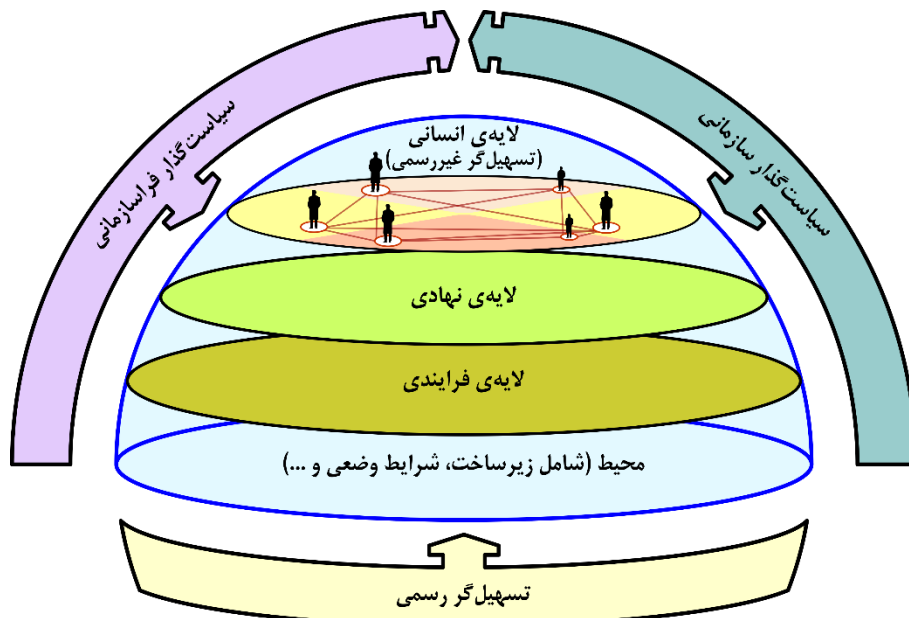 سیاست‌گذار فراسازمانی
سیاست‌گذار سازمانی
لایه‌ی انسانی
(تسهیل‌گر غیررسمی)
لایه‌ی نهادی
لایه‌ی فرایندی
محیط (شامل زیرساخت، شرایط وضعی و ...)
تسهیل‌گر رسمی